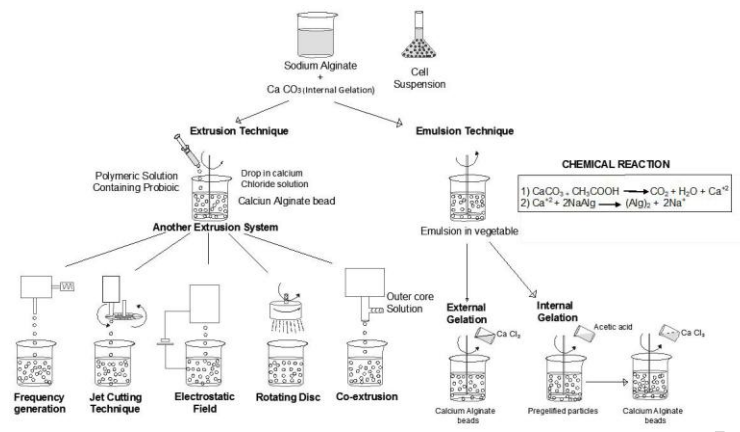 Sodium Alginate
+
Ca CO₃ (Internal Gelation)
Cell
Suspension
Extrusion Technique
Emulsion Technique
Polymeric Solution
Containing Probioic
Drop in calcium
Chloride solution
Calciun Alginate bead
Another Extrusion System
CHEMICAL REACTION
1) CaCO₃ + CH₃COOH ⟶ CO₂ + H₂O + Ca⁺²
2) Ca⁺² + 2NaAlg ⟶ (Alg)₂ + 2Na⁺
Emulsion in vegetable
Outer core
Solution
External
Gelation
Ca Cl₂
Internal
Gelation
Acetic acid
Ca Cl₂
Frequency
generation
Jet Cutting
Technique
Electrostatic
Field
Rotating Disc
Co-extrusion
Calcium Alginate
beads
Pregelified particles
Calcium Alginate
beads